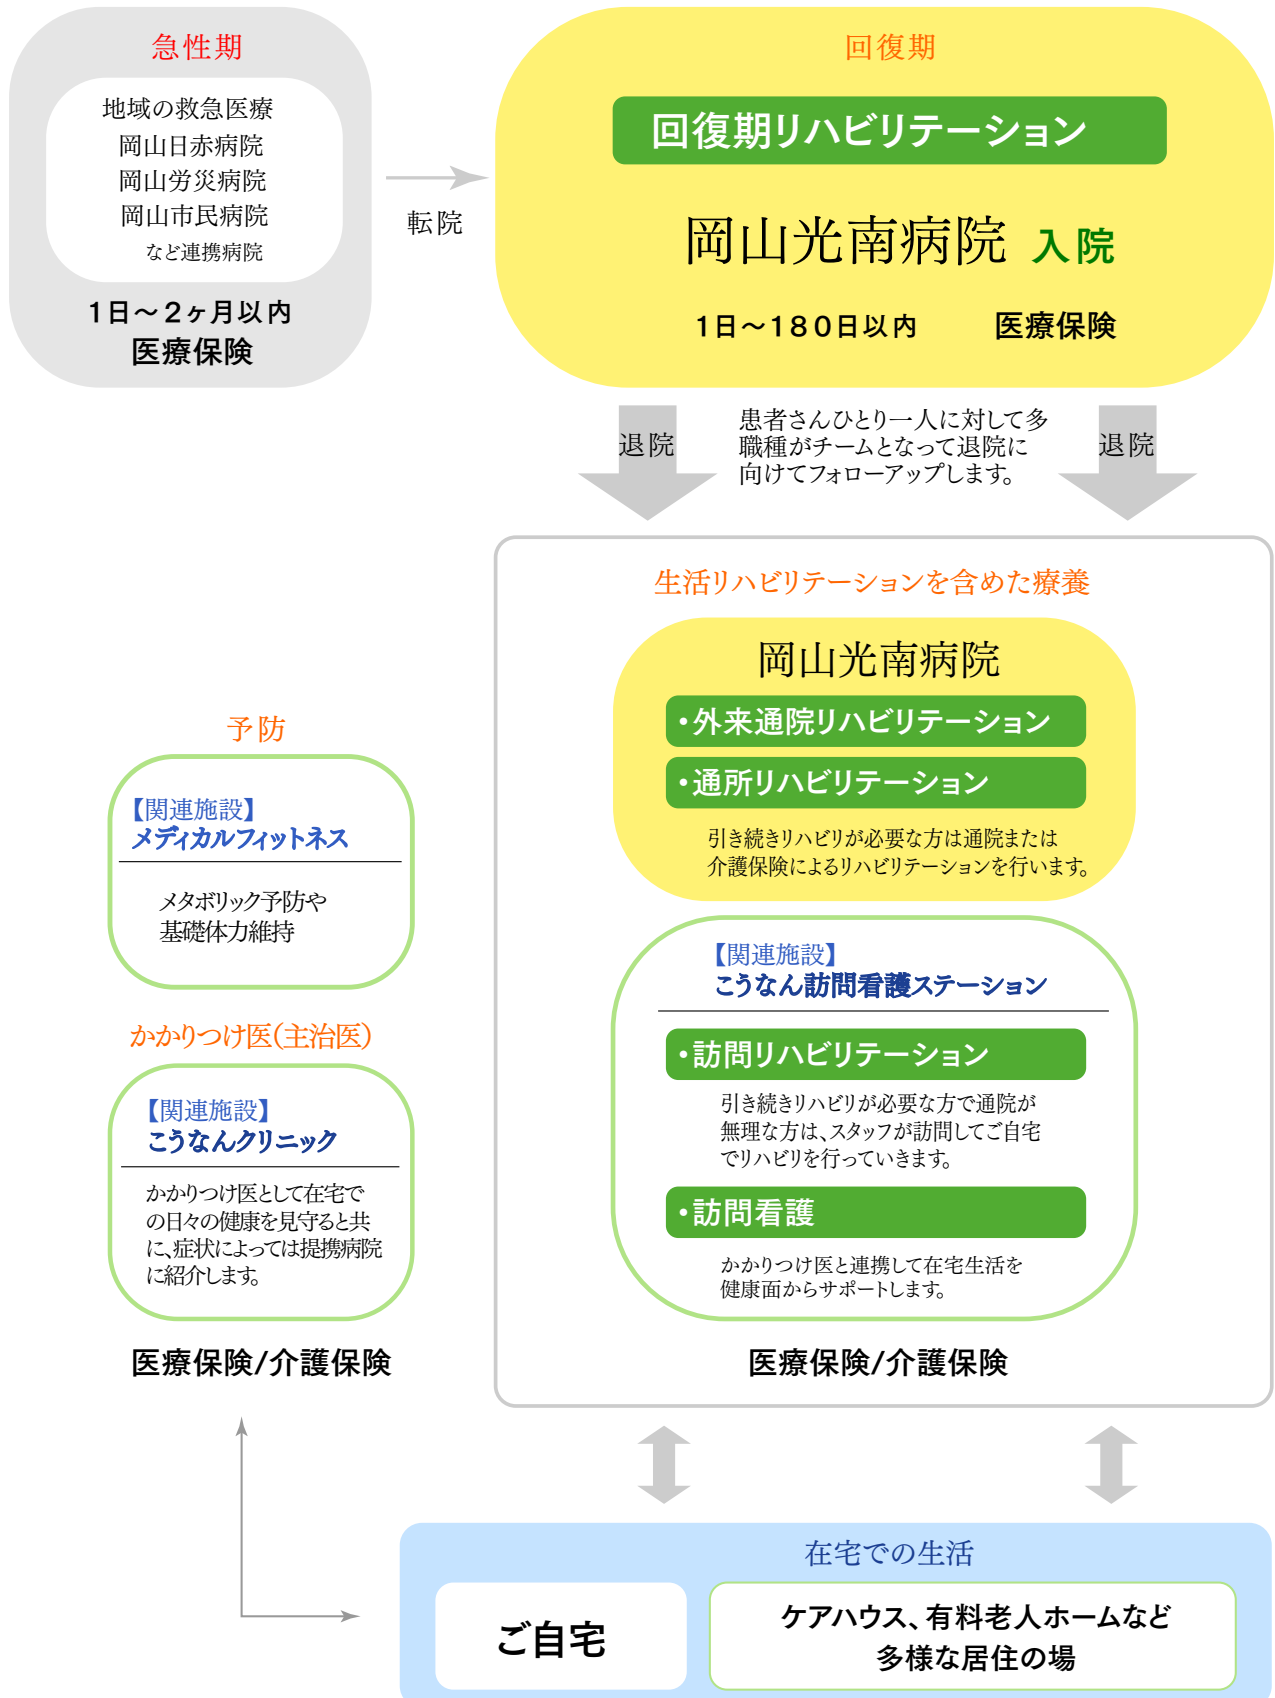 急性期
地域の救急医療
岡山日赤病院
岡山労災病院
岡山市民病院
など連携病院
1日～2ヶ月以内
医療保険
転院
回復期
回復期リハビリテーション
岡山光南病院 入院
1日～180日以内 医療保険
退院
患者さんひとり一人に対して多
職種がチームとなって退院に
向けてフォローアップします。
退院
生活リハビリテーションを含めた療養
岡山光南病院
・外来通院リハビリテーション
・通所リハビリテーション
引き続きリハビリが必要な方は通院または
介護保険によるリハビリテーションを行います。
【関連施設】
こうなん訪問看護ステーション
・訪問リハビリテーション
引き続きリハビリが必要な方で通院が
無理な方は、スタッフが訪問してご自宅
でリハビリを行っていきます。
・訪問看護
かかりつけ医と連携して在宅生活を
健康面からサポートします。
医療保険/介護保険
予防
【関連施設】
メディカルフィットネス
メタボリック予防や
基礎体力維持
かかりつけ医(主治医)
【関連施設】
こうなんクリニック
かかりつけ医として在宅で
の日々の健康を見守ると共
に、症状によっては提携病院
に紹介します。
医療保険/介護保険
在宅での生活
ご自宅
ケアハウス、有料老人ホームなど
多様な居住の場